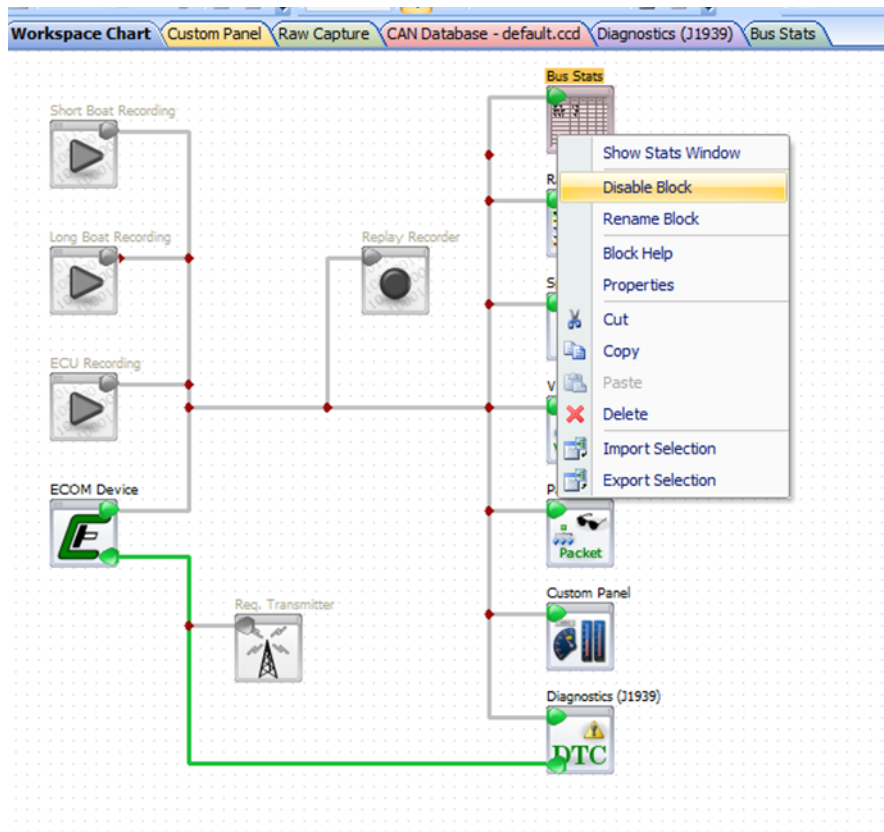 Workspace Chart Custom Panel Raw Capture CAN Database - default.ccd Diagnostics (J1939) Bus Stats
Bus Stats
Short Boat Recording
Show Stats Window
Disable Block
Rename Block
Long Boat Recording
Replay Recorder
Block Help
Properties
Cut
Copy
ECU Recording
Paste
Delete
Import Selection
Export Selection
ECOM Device
Packet
Custom Panel
Req. Transmitter
Diagnostics (J1939)
DTC